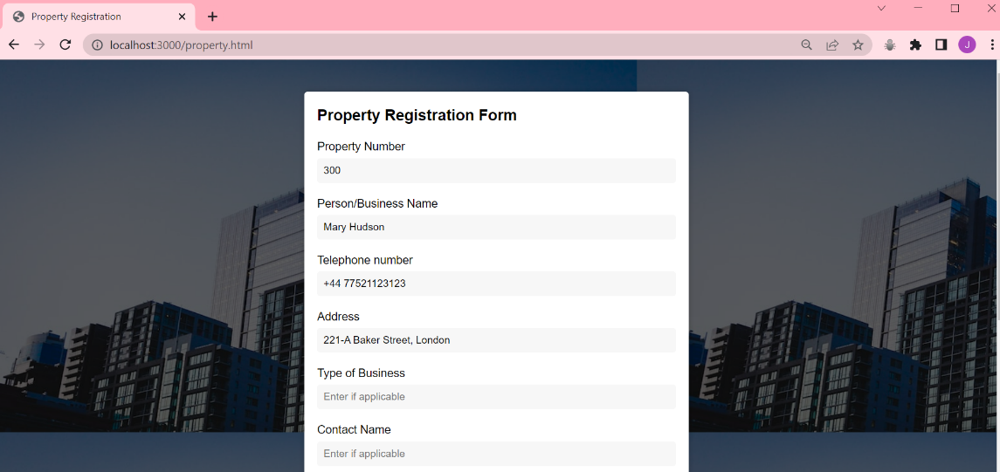 Property Registration
localhost:3000/property.html
J
Property Registration Form
Property Number
300
Person/Business Name
Mary Hudson
Telephone number
+44 77521123123
Address
221-A Baker Street, London
Type of Business
Enter if applicable
Contact Name
Enter if applicable